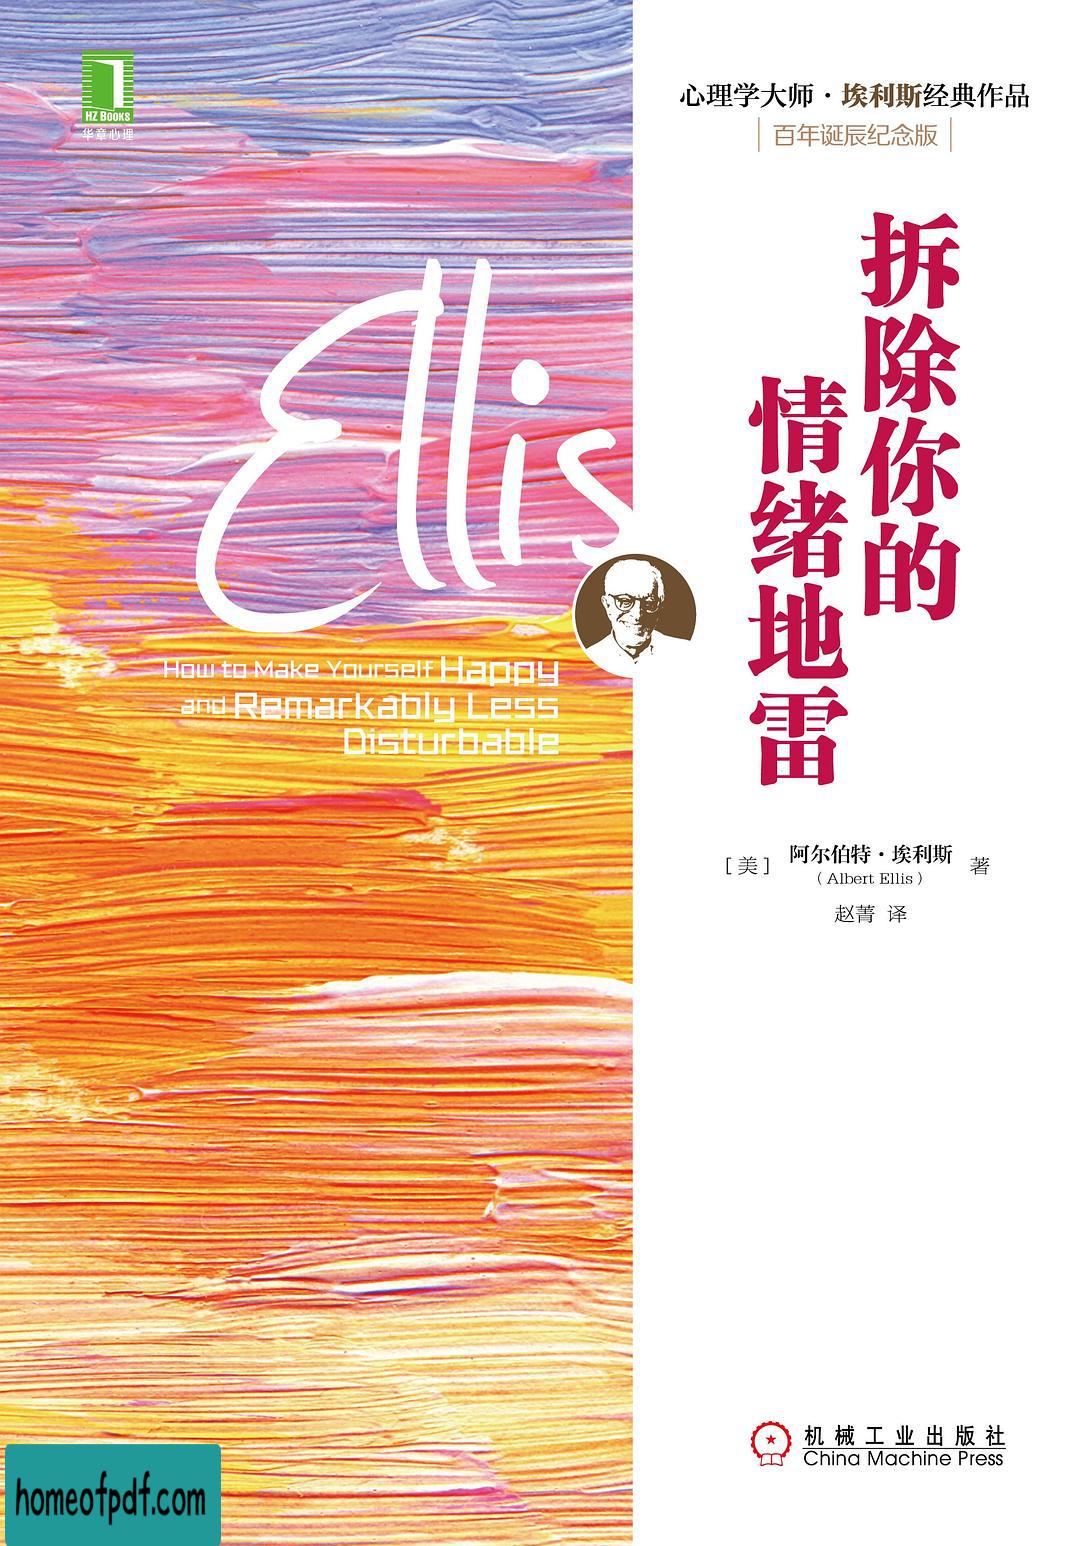 HZ BOOKS
华章心理
心理学大师·埃利斯经典作品
百年诞辰纪念版
拆除你的
情绪地雷
Ellis
How to Make Yourself Happy
and Remarkably Less
Disturbable
[美] 阿尔伯特·埃利斯 著
(Albert Ellis)
赵菁 译
机械工业出版社
China Machine Press
homeofpdf.com